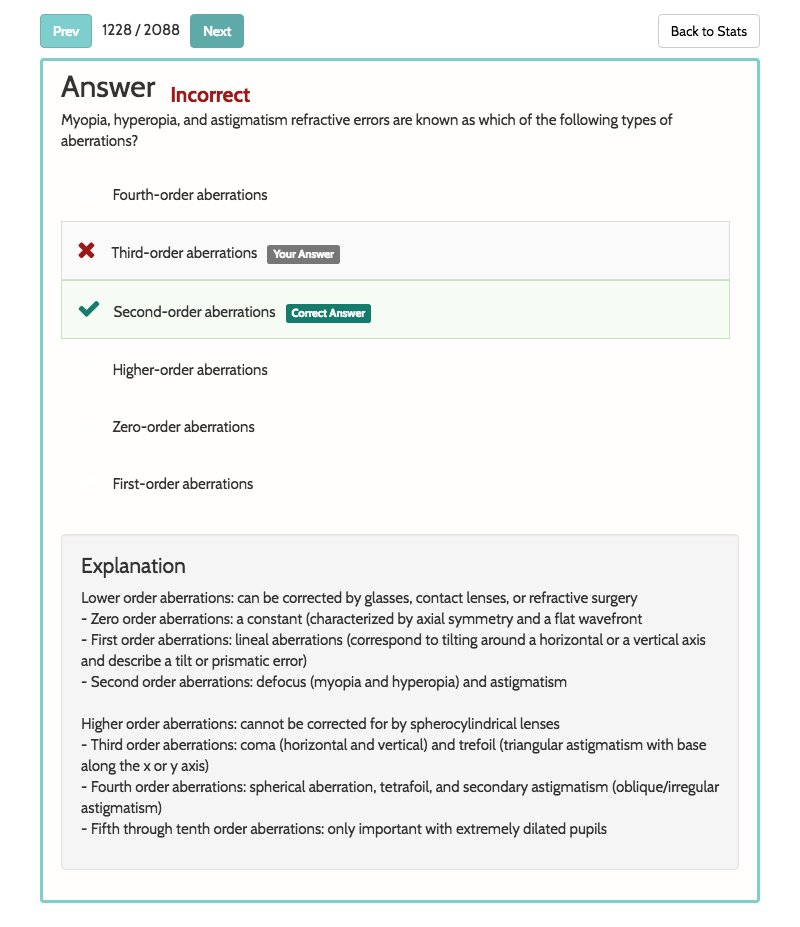 Prev 1228 / 2088 Next Back to Stats
Answer Incorrect
Myopia, hyperopia, and astigmatism refractive errors are known as which of the following types of
aberrations?
Fourth-order aberrations
Third-order aberrations Your Answer
Second-order aberrations Correct Answer
Higher-order aberrations
Zero-order aberrations
First-order aberrations
Explanation
Lower order aberrations: can be corrected by glasses, contact lenses, or refractive surgery
- Zero order aberrations: a constant (characterized by axial symmetry and a flat wavefront
- First order aberrations: lineal aberrations (correspond to tilting around a horizontal or a vertical axis
and describe a tilt or prismatic error)
- Second order aberrations: defocus (myopia and hyperopia) and astigmatism
Higher order aberrations: cannot be corrected for by spherocylindrical lenses
- Third order aberrations: coma (horizontal and vertical) and trefoil (triangular astigmatism with base
along the x or y axis)
- Fourth order aberrations: spherical aberration, tetrafoil, and secondary astigmatism (oblique/irregular
astigmatism)
- Fifth through tenth order aberrations: only important with extremely dilated pupils